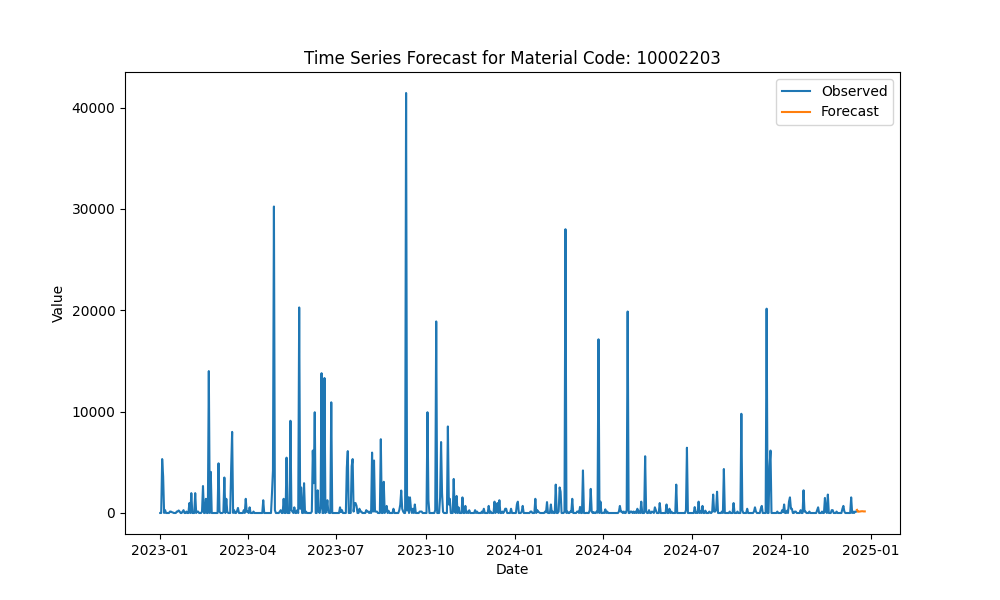 Time Series Forecast for Material Code: 10002203
Observed
Forecast
40000
30000
20000
10000
0
Value
2023-01 2023-04 2023-07 2023-10 2024-01 2024-04 2024-07 2024-10 2025-01
Date